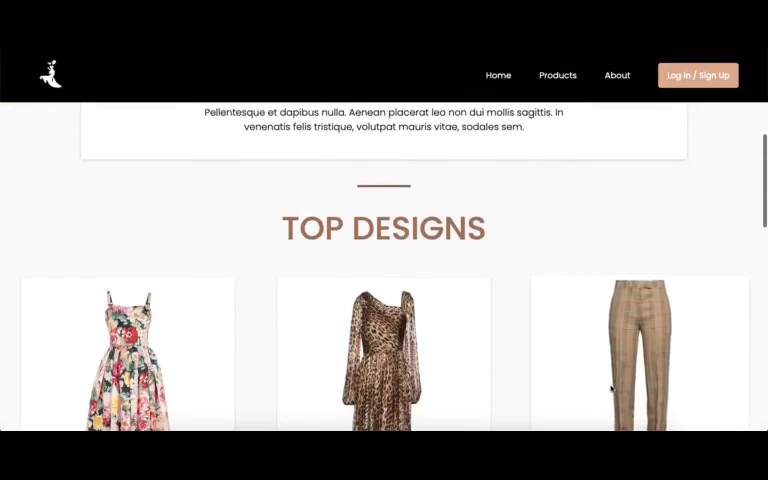 Home
Products
About
Log in / Sign Up
Pellentesque et dapibus nulla. Aenean placerat leo non dui mollis sagittis. In
venenatis felis tristique, volutpat mauris vitae, sodales sem.
TOP DESIGNS